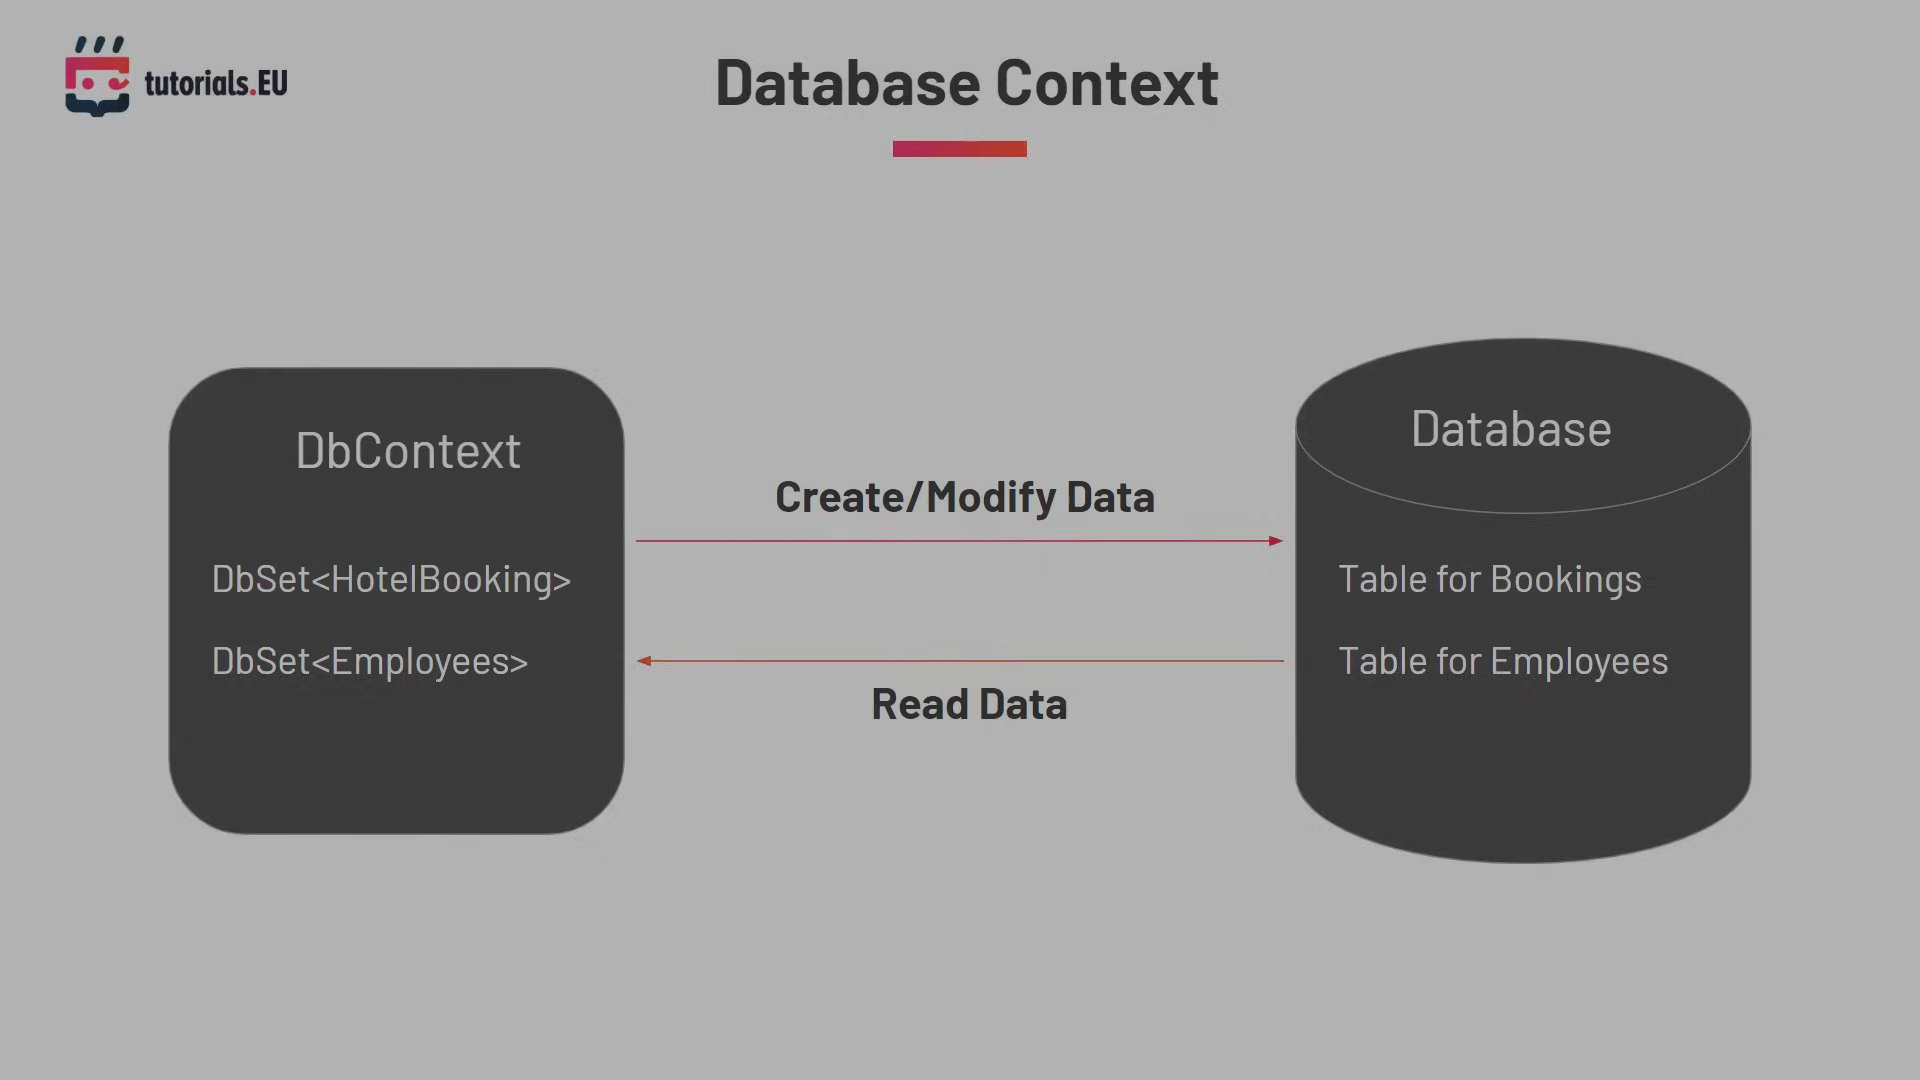 tutorials.EU
Database Context
DbContext
DbSet<HotelBooking>
DbSet<Employees>
Create/Modify Data
Read Data
Database
Table for Bookings
Table for Employees